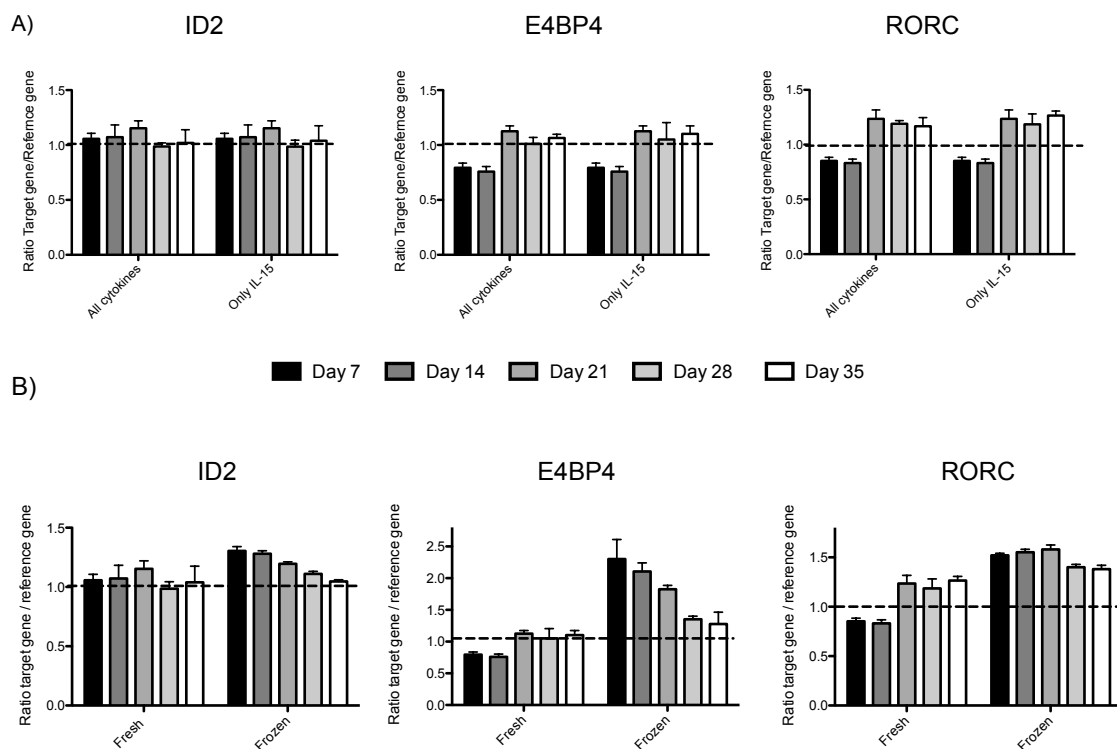 A)
ID2
E4BP4
RORC
Ratio Target gene/Refernce gene
1.5
1.0
0.5
0.0
All cytokines
Only IL-15
Ratio Target gene/Refernce gene
1.5
1.0
0.5
0.0
All cytokines
Only IL-15
Ratio Target gene/Refernce gene
1.5
1.0
0.5
0.0
All cytokines
Only IL-15
Day 7
Day 14
Day 21
Day 28
Day 35
B)
ID2
E4BP4
RORC
Ratio target gene / reference gene
1.5
1.0
0.5
0.0
Fresh
Frozen
Ratio target gene / reference gene
2.5
2.0
1.5
1.0
0.5
0.0
Fresh
Frozen
Ratio target gene / reference gene
1.5
1.0
0.5
0.0
Fresh
Frozen